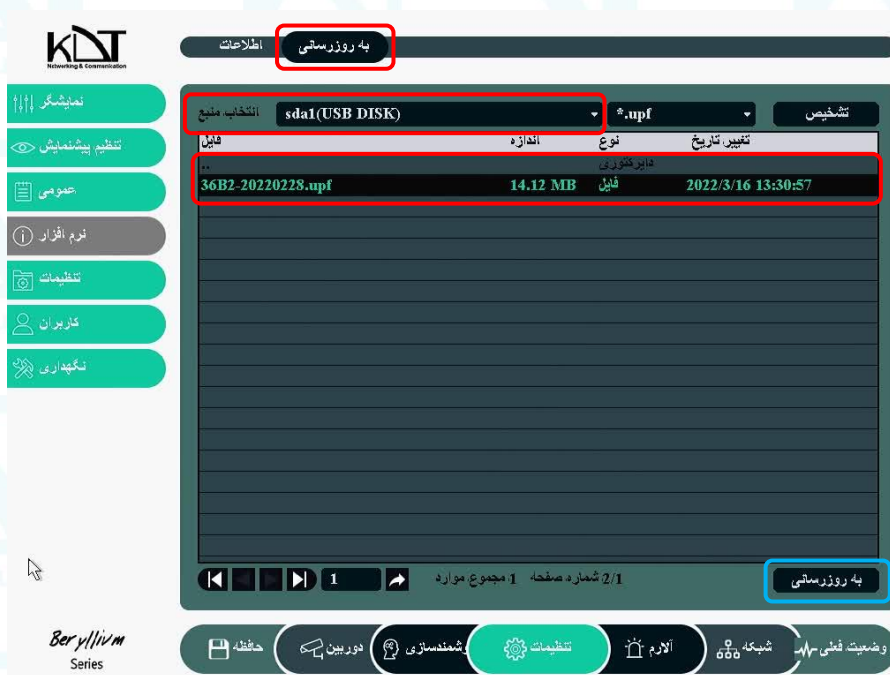 KDT
Networking & Communication
اطلاعات
به روزرسانی
نمایشگر
تنظیم پیشنمایش
عمومی
نرم افزار
تنظیمات
کاربران
نگهداری
انتخاب منبع
sda1(USB DISK)
*.upf
تشخیص
فایل
اندازه
نوع
تغییر تاریخ
..
دایرکتوری
36B2-20220228.upf
14.12 MB
فایل
2022/3/16 13:30:57
1
2/1 شماره صفحه 1 مجموع موارد
به روزرسانی
Beryllium
Series
حافظه
دوربین
تنظیمات
آلارم
شبکه
وضعیت فعلی